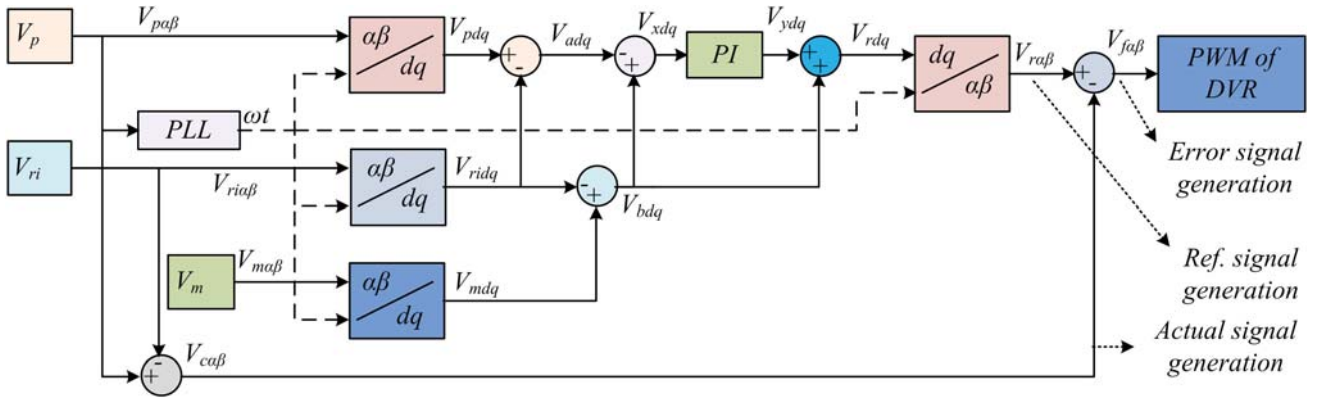 V_p
V_pαβ
αβ
dq
V_pdq
+
-
V_adq
-
+
V_xdq
PI
V_ydq
+
+
V_rdq
dq
αβ
V_rαβ
+
-
V_fαβ
PWM of
DVR
PLL
ωt
Error signal
generation
V_ri
V_riαβ
αβ
dq
V_ridq
-
+
V_bdq
V_m
V_mαβ
αβ
dq
V_mdq
Ref. signal
generation
Actual signal
generation
-
+
V_cαβ